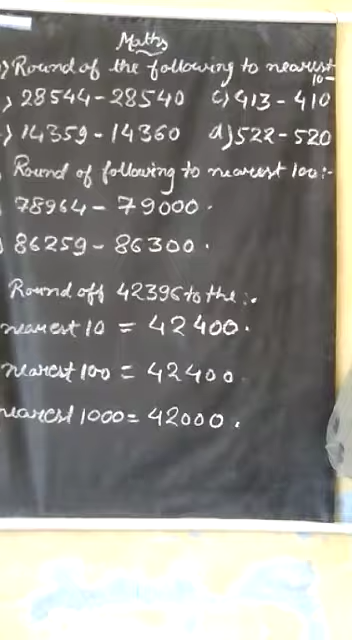 Maths
) Round of the following to nearest 10-
) 28544-28540 c) 413-410
) 14359-14360 d) 522-520
Round of following to nearest 100:-
78964- 79000.
86259- 86300.
Round off 42396 to the :.
nearest 10 = 42400.
nearest 100 = 42400.
nearest 1000 = 42000.